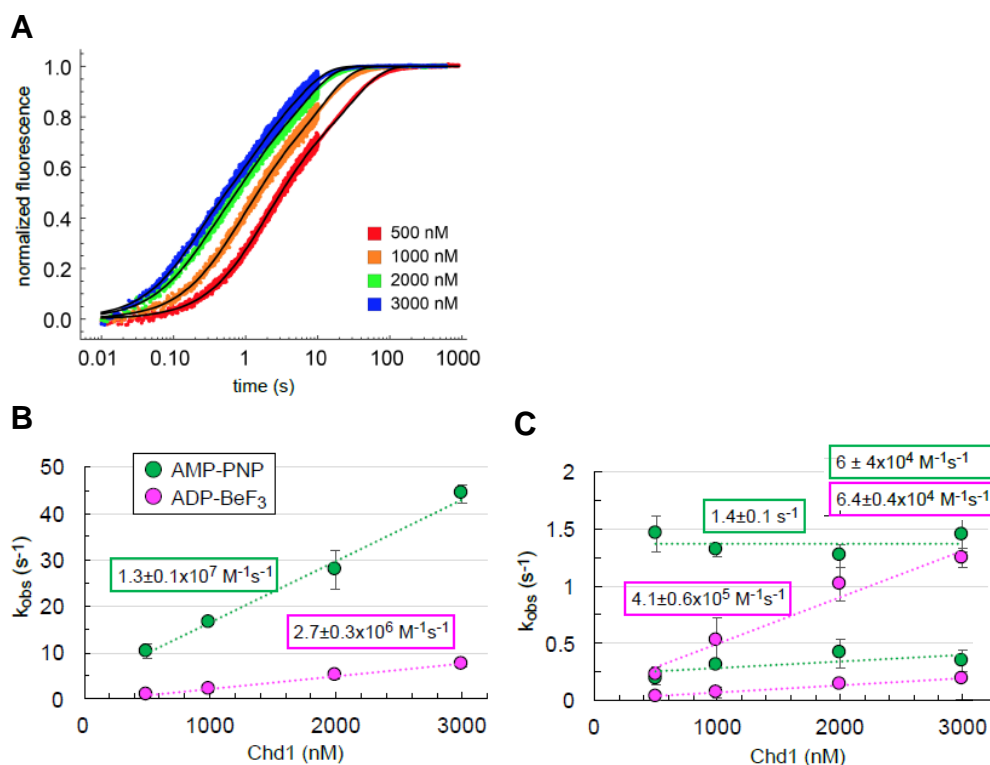 A
normalized fluorescence
1.0
0.8
0.6
0.4
0.2
0.0
500 nM
1000 nM
2000 nM
3000 nM
0.01 0.10 1 10 100 1000
time (s)
B
k_obs (s⁻¹)
50
40
30
20
10
0
AMP-PNP
ADP-BeF₃
1.3±0.1x10⁷ M⁻¹s⁻¹
2.7±0.3x10⁶ M⁻¹s⁻¹
0 1000 2000 3000
Chd1 (nM)
C
k_obs (s⁻¹)
2
1.5
1
0.5
0
6 ± 4x10⁴ M⁻¹s⁻¹
6.4±0.4x10⁴ M⁻¹s⁻¹
1.4±0.1 s⁻¹
4.1±0.6x10⁵ M⁻¹s⁻¹
0 1000 2000 3000
Chd1 (nM)